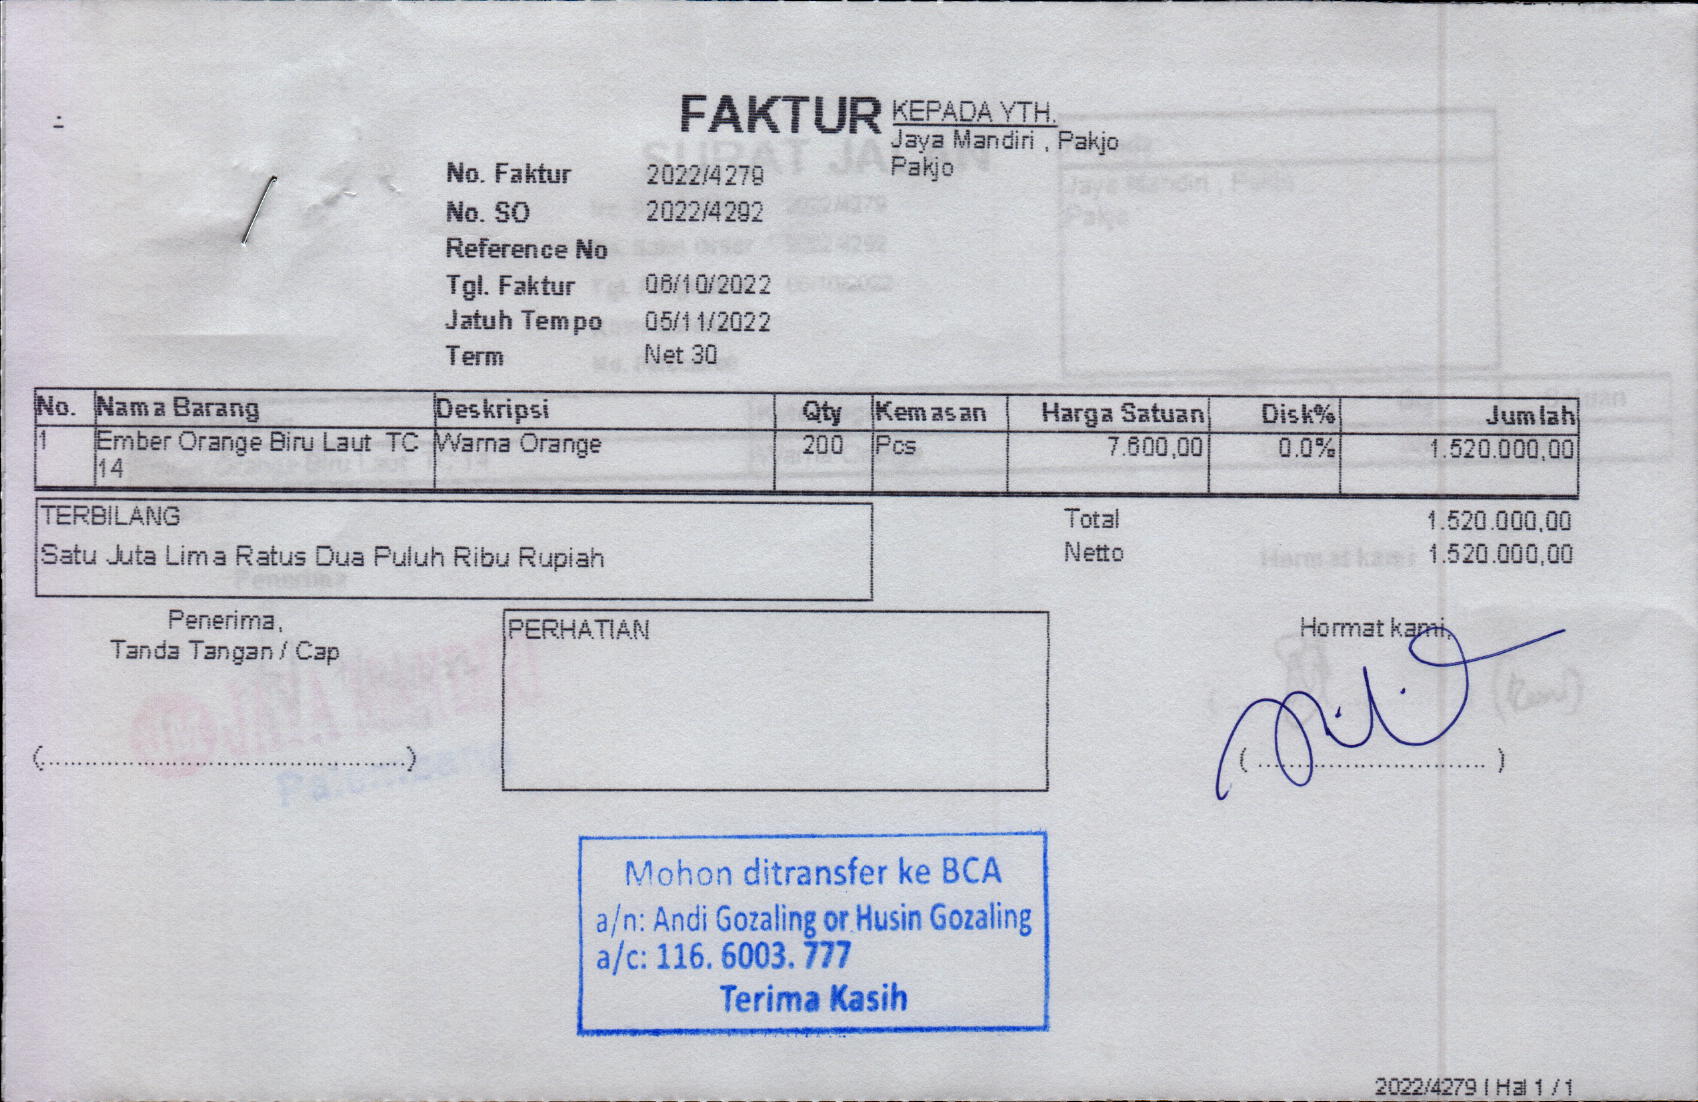 FAKTUR
KEPADA YTH.
Jaya Mandiri , Pakjo
Pakjo
No. Faktur 2022/4279
No. SO 2022/4292
Reference No
Tgl. Faktur 06/10/2022
Jatuh Tempo 05/11/2022
Term Net 30
No. Nama Barang Deskripsi Qty Kemasan Harga Satuan Disk% Jumlah
1 Ember Orange Biru Laut TC Warna Orange 200 Pcs 7.600,00 0.0% 1.520.000,00
14
TERBILANG
Satu Juta Lima Ratus Dua Puluh Ribu Rupiah
Total 1.520.000,00
Netto 1.520.000,00
Penerima,
Tanda Tangan / Cap
PERHATIAN
Hormat kami,
Mohon ditransfer ke BCA
a/n: Andi Gozaling or Husin Gozaling
a/c: 116. 6003. 777
Terima Kasih
2022/4279 | Hal 1 / 1